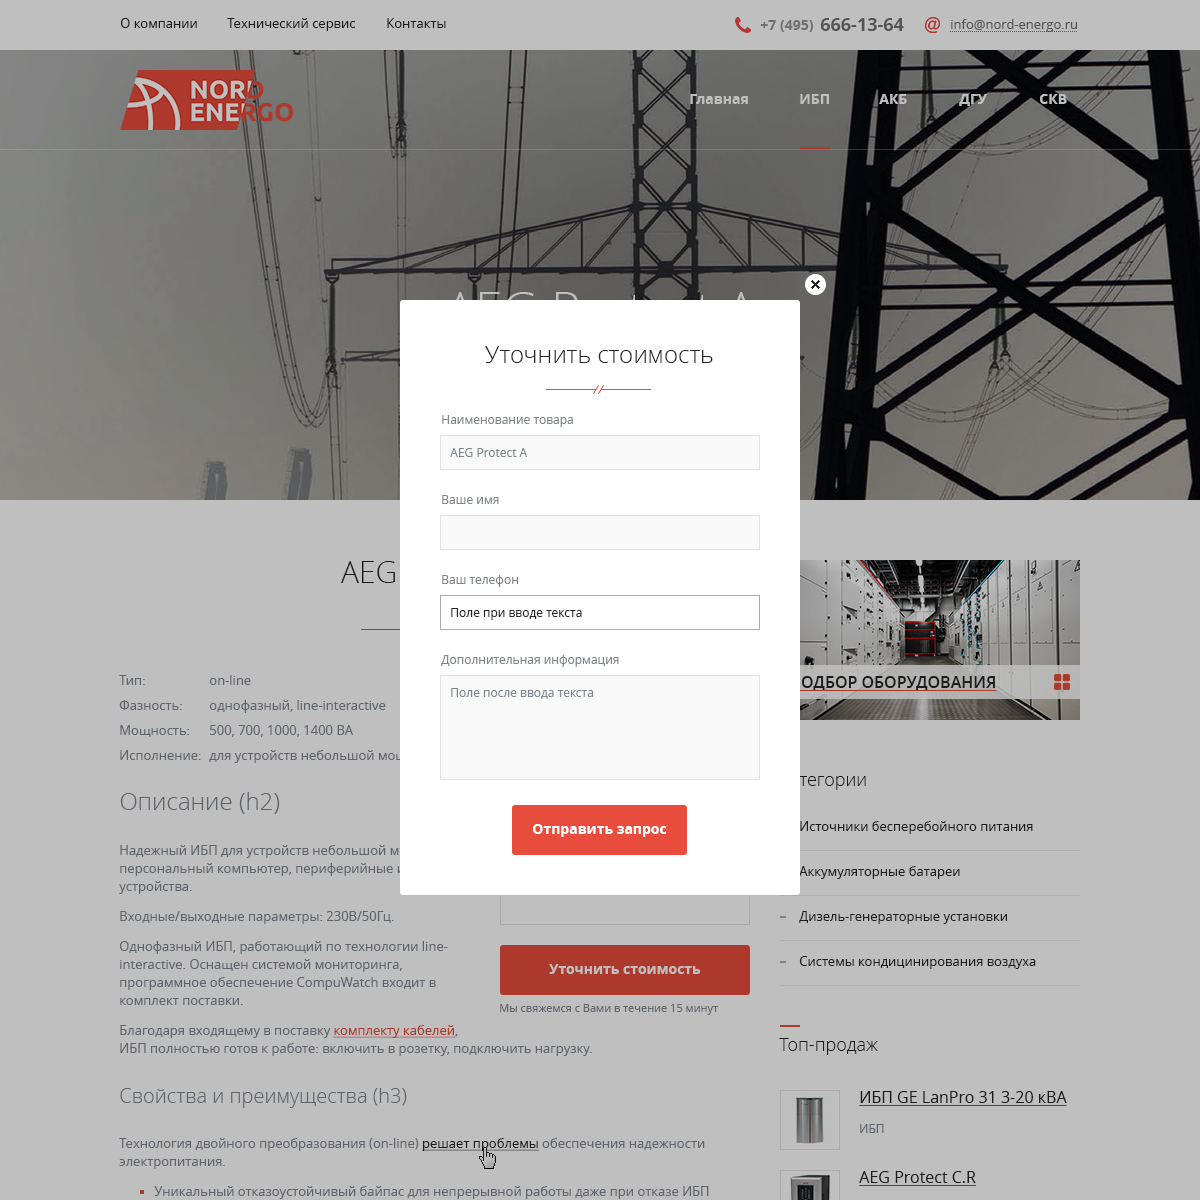 О компании
Технический сервис
Контакты
+7 (495) 666-13-64
info@nord-energo.ru
NORD
ENERGO
Главная
ИБП
АКБ
ДГУ
СКВ
Уточнить стоимость
Наименование товара
AEG Protect A
Ваше имя
Ваш телефон
Поле при вводе текста
Дополнительная информация
Поле после ввода текста
Отправить запрос
AEG
Тип: on-line
Фазность: однофазный, line-interactive
Мощность: 500, 700, 1000, 1400 ВА
Исполнение: для устройств небольшой
Описание (h2)
Надежный ИБП для устройств небольшой
персональный компьютер, периферийные
устройства.
Входные/выходные параметры: 230В/50Гц.
Однофазный ИБП, работающий по технологии line-
interactive. Оснащен системой мониторинга,
программное обеспечение CompuWatch входит в
комплект поставки.
Благодаря входящему в поставку комплекту кабелей,
ИБП полностью готов к работе: включить в розетку, подключить нагрузку.
Уточнить стоимость
Мы свяжемся с Вами в течение 15 минут
Свойства и преимущества (h3)
Технология двойного преобразования (on-line) решает проблемы обеспечения надежности
электропитания.
Уникальный отказоустойчивый байпас для непрерывной работы даже при отказе ИБП
ОДБОР ОБОРУДОВАНИЯ
тегории
Источники бесперебойного питания
Аккумуляторные батареи
Дизель-генераторные установки
Системы кондицинирования воздуха
Топ-продаж
ИБП GE LanPro 31 3-20 кВА
ИБП
AEG Protect C.R